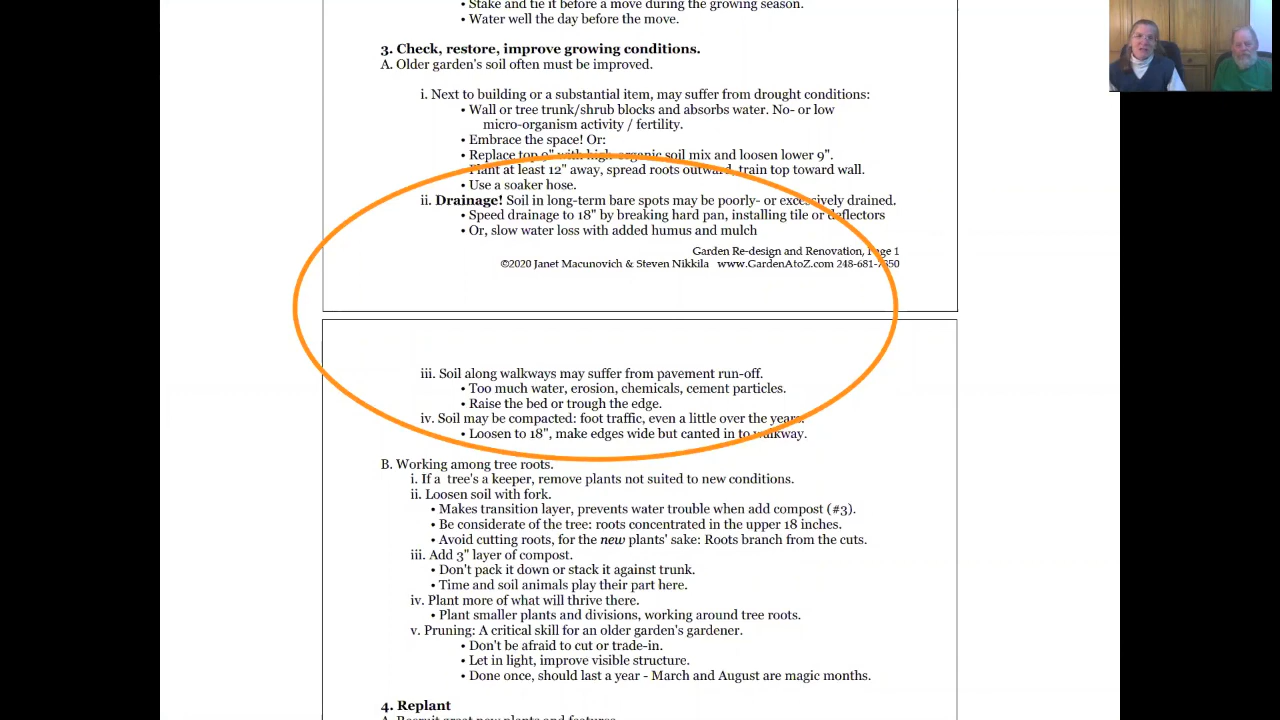 • Stake and tie it before a move during the growing season.
• Water well the day before the move.
3. Check, restore, improve growing conditions.
A. Older garden's soil often must be improved.
i. Next to building or a substantial item, may suffer from drought conditions:
• Wall or tree trunk/shrub blocks and absorbs water. No- or low
micro-organism activity / fertility.
• Embrace the space! Or:
• Replace top 9" with high-organic soil mix and loosen lower 9".
• Plant at least 12" away, spread roots outward, train top toward wall.
• Use a soaker hose.
ii. Drainage! Soil in long-term bare spots may be poorly- or excessively drained.
• Speed drainage to 18" by breaking hard pan, installing tile or deflectors
• Or, slow water loss with added humus and mulch
Garden Re-design and Renovation, Page 1
©2020 Janet Macunovich & Steven Nikkila www.GardenAtoZ.com 248-681-7850
iii. Soil along walkways may suffer from pavement run-off.
• Too much water, erosion, chemicals, cement particles.
• Raise the bed or trough the edge.
iv. Soil may be compacted: foot traffic, even a little over the years.
• Loosen to 18", make edges wide but canted in to walkway.
B. Working among tree roots.
i. If a tree's a keeper, remove plants not suited to new conditions.
ii. Loosen soil with fork.
• Makes transition layer, prevents water trouble when add compost (#3).
• Be considerate of the tree: roots concentrated in the upper 18 inches.
• Avoid cutting roots, for the new plants' sake: Roots branch from the cuts.
iii. Add 3" layer of compost.
• Don't pack it down or stack it against trunk.
• Time and soil animals play their part here.
iv. Plant more of what will thrive there.
• Plant smaller plants and divisions, working around tree roots.
v. Pruning: A critical skill for an older garden's gardener.
• Don't be afraid to cut or trade-in.
• Let in light, improve visible structure.
• Done once, should last a year - March and August are magic months.
4. Replant
A. Recruit great new plants and features